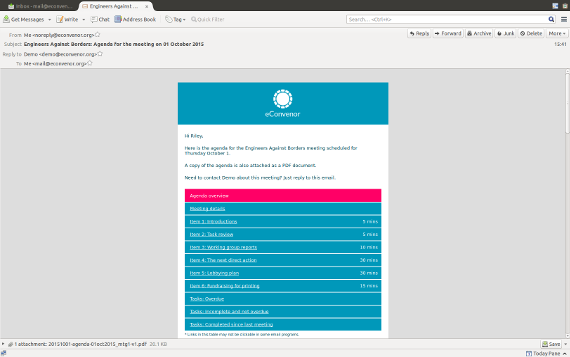 Inbox - mail@econven...
Engineers Against ...
Get Messages
Write
Chat
Address Book
Tag
Quick Filter
Search... <Ctrl+K>
From Me <noreply@econvenor.org>
Reply
Forward
Archive
Junk
Delete
More
Subject Engineers Against Borders: Agenda for the meeting on 01 October 2015
15:41
Reply to Demo <demo@econvenor.org>
To Me <mail@econvenor.org>
eConvenor
Hi Riley,
Here is the agenda for the Engineers Against Borders meeting scheduled for
Thursday October 1.
A copy of the agenda is also attached as a PDF document.
Need to contact Demo about this meeting? Just reply to this email.
Agenda overview
Meeting details
Item 1: Introductions 5 mins
Item 2: Task review 5 mins
Item 3: Working group reports 10 mins
Item 4: The next direct action 30 mins
Item 5: Lobbying plan 20 mins
Item 6: Fundraising for printing 15 mins
Tasks: Overdue
Tasks: Incomplete and not overdue
Tasks: Completed since last meeting
* Links in this table may not be clickable in some email programs.
1 attachment: 20151001-agenda-01oct2015_mtg1-v1.pdf 20.1 KB
Save
Today Pane